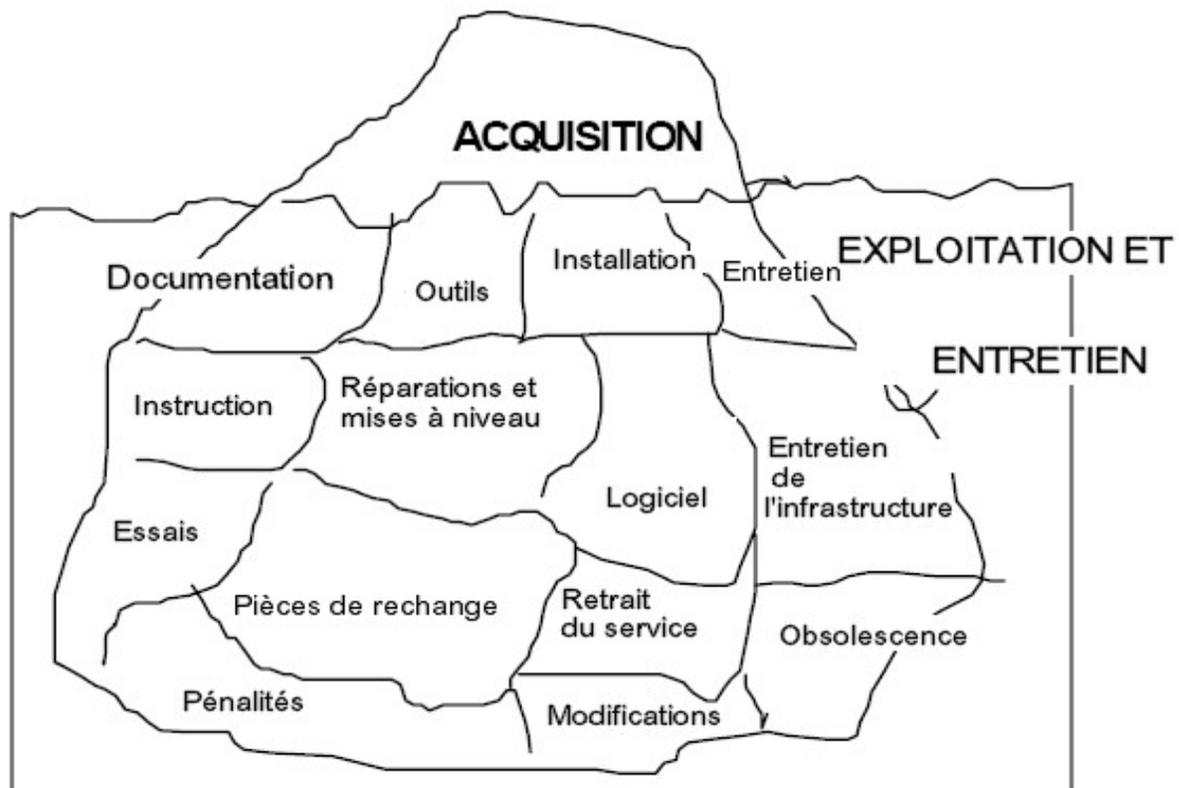 ACQUISITION
EXPLOITATION ET
ENTRETIEN
Documentation
Outils
Installation
Entretien
Instruction
Réparations et
mises à niveau
Logiciel
Entretien
de
l'infrastructure
Essais
Pièces de rechange
Retrait
du service
Obsolescence
Pénalités
Modifications